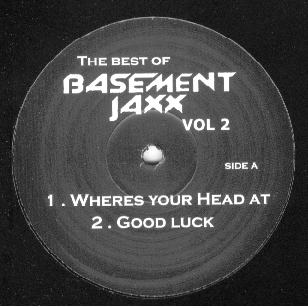 THE BEST OF
BASEMENT
JAXX
VOL 2
SIDE A
1 . WHERES YOUR HEAD AT
2 . GOOD LUCK